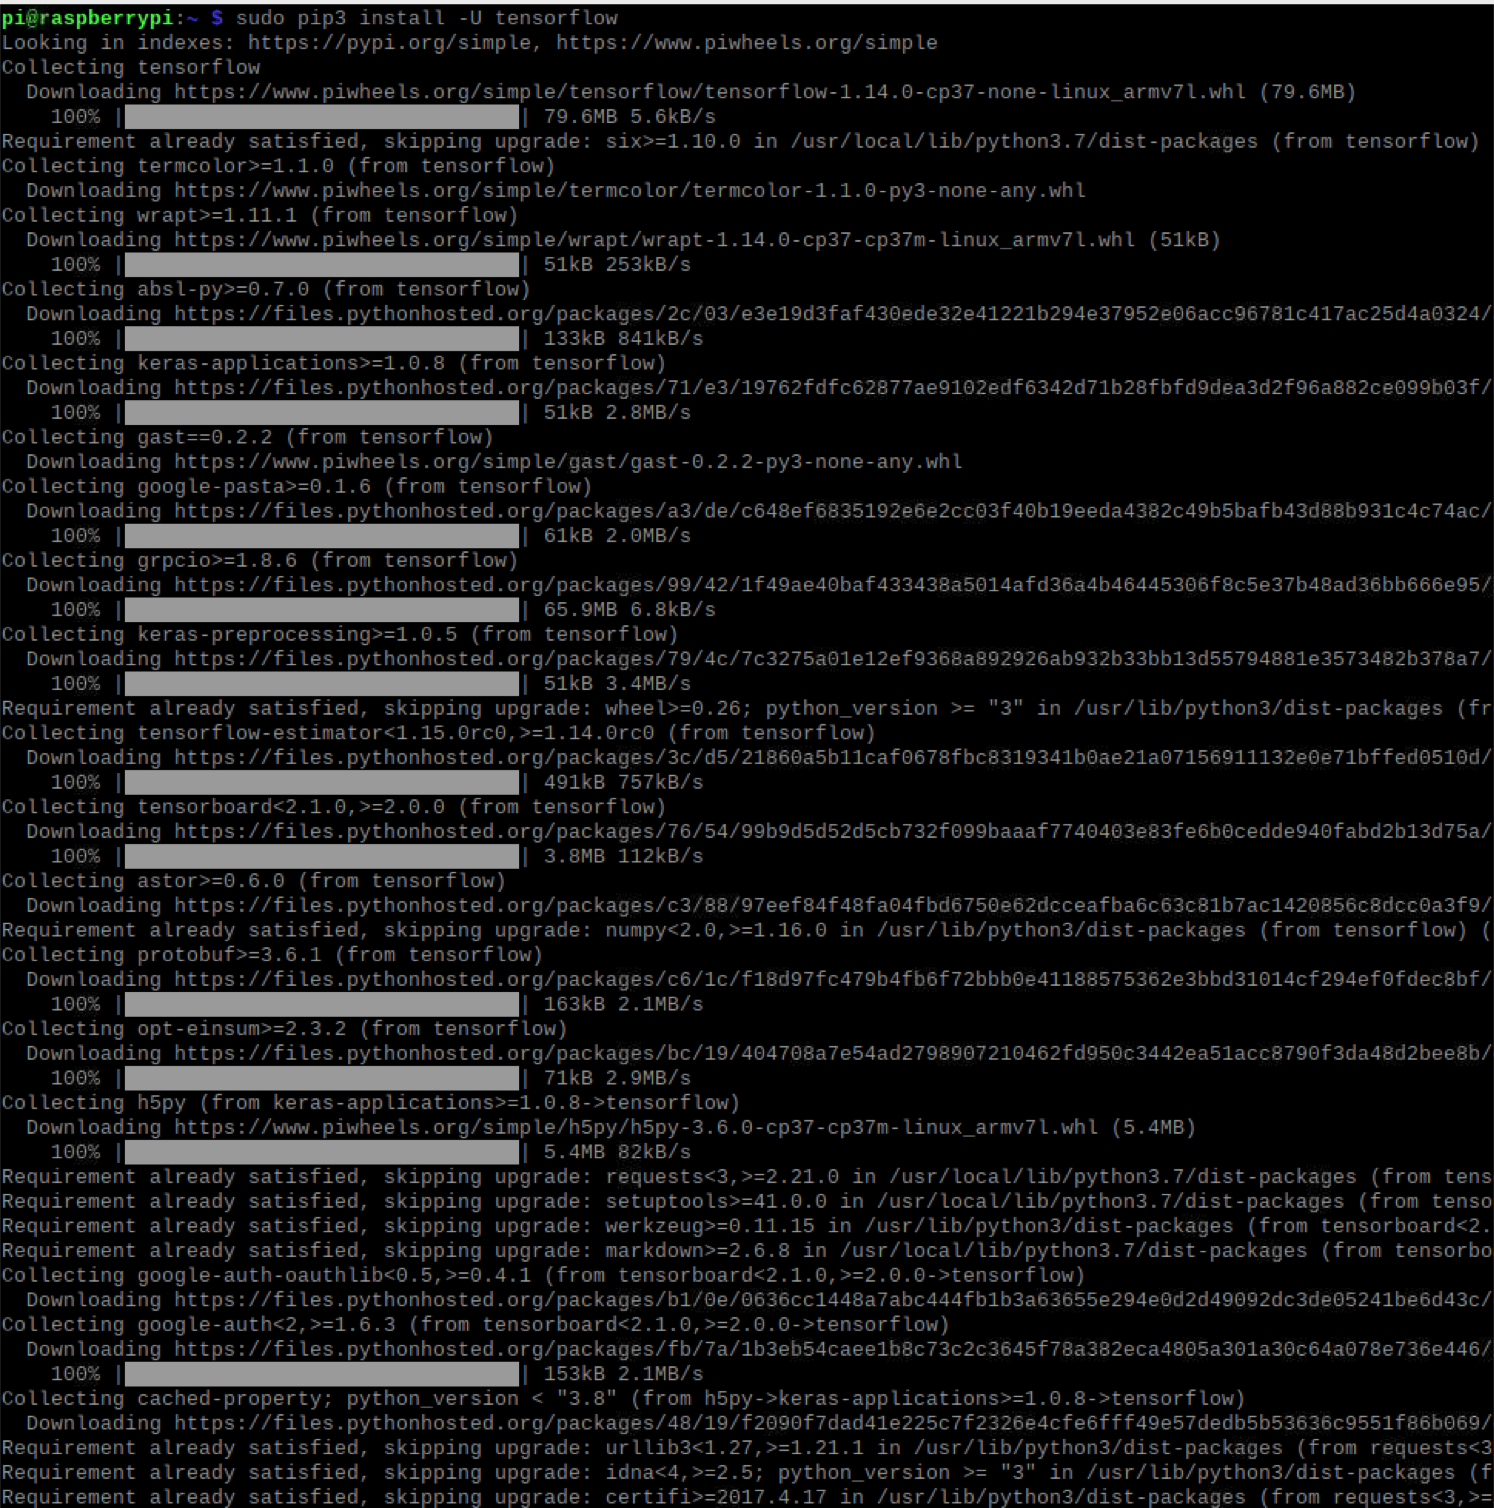 pi@raspberrypi:~ $ sudo pip3 install -U tensorflow
Looking in indexes: https://pypi.org/simple, https://www.piwheels.org/simple
Collecting tensorflow
  Downloading https://www.piwheels.org/simple/tensorflow/tensorflow-1.14.0-cp37-none-linux_armv7l.whl (79.6MB)
    100% || 79.6MB 5.6kB/s
Requirement already satisfied, skipping upgrade: six>=1.10.0 in /usr/local/lib/python3.7/dist-packages (from tensorflow)
Collecting termcolor>=1.1.0 (from tensorflow)
  Downloading https://www.piwheels.org/simple/termcolor/termcolor-1.1.0-py3-none-any.whl
Collecting wrapt>=1.11.1 (from tensorflow)
  Downloading https://www.piwheels.org/simple/wrapt/wrapt-1.14.0-cp37-cp37m-linux_armv7l.whl (51kB)
    100% || 51kB 253kB/s
Collecting absl-py>=0.7.0 (from tensorflow)
  Downloading https://files.pythonhosted.org/packages/2c/03/e3e19d3faf430ede32e41221b294e37952e06acc96781c417ac25d4a0324/
    100% || 133kB 841kB/s
Collecting keras-applications>=1.0.8 (from tensorflow)
  Downloading https://files.pythonhosted.org/packages/71/e3/19762fdfc62877ae9102edf6342d71b28fbfd9dea3d2f96a882ce099b03f/
    100% || 51kB 2.8MB/s
Collecting gast==0.2.2 (from tensorflow)
  Downloading https://www.piwheels.org/simple/gast/gast-0.2.2-py3-none-any.whl
Collecting google-pasta>=0.1.6 (from tensorflow)
  Downloading https://files.pythonhosted.org/packages/a3/de/c648ef6835192e6e2cc03f40b19eeda4382c49b5bafb43d88b931c4c74ac/
    100% || 61kB 2.0MB/s
Collecting grpcio>=1.8.6 (from tensorflow)
  Downloading https://files.pythonhosted.org/packages/99/42/1f49ae40baf433438a5014afd36a4b46445306f8c5e37b48ad36bb666e95/
    100% || 65.9MB 6.8kB/s
Collecting keras-preprocessing>=1.0.5 (from tensorflow)
  Downloading https://files.pythonhosted.org/packages/79/4c/7c3275a01e12ef9368a892926ab932b33bb13d55794881e3573482b378a7/
    100% || 51kB 3.4MB/s
Requirement already satisfied, skipping upgrade: wheel>=0.26; python_version >= "3" in /usr/lib/python3/dist-packages (fr
Collecting tensorflow-estimator<1.15.0rc0,>=1.14.0rc0 (from tensorflow)
  Downloading https://files.pythonhosted.org/packages/3c/d5/21860a5b11caf0678fbc8319341b0ae21a07156911132e0e71bffed0510d/
    100% || 491kB 757kB/s
Collecting tensorboard<2.1.0,>=2.0.0 (from tensorflow)
  Downloading https://files.pythonhosted.org/packages/76/54/99b9d5d52d5cb732f099baaaf7740403e83fe6b0cedde940fabd2b13d75a/
    100% || 3.8MB 112kB/s
Collecting astor>=0.6.0 (from tensorflow)
  Downloading https://files.pythonhosted.org/packages/c3/88/97eef84f48fa04fbd6750e62dcceafba6c63c81b7ac1420856c8dcc0a3f9/
Requirement already satisfied, skipping upgrade: numpy<2.0,>=1.16.0 in /usr/lib/python3/dist-packages (from tensorflow) (
Collecting protobuf>=3.6.1 (from tensorflow)
  Downloading https://files.pythonhosted.org/packages/c6/1c/f18d97fc479b4fb6f72bbb0e41188575362e3bbd31014cf294ef0fdec8bf/
    100% || 163kB 2.1MB/s
Collecting opt-einsum>=2.3.2 (from tensorflow)
  Downloading https://files.pythonhosted.org/packages/bc/19/404708a7e54ad2798907210462fd950c3442ea51acc8790f3da48d2bee8b/
    100% || 71kB 2.9MB/s
Collecting h5py (from keras-applications>=1.0.8->tensorflow)
  Downloading https://www.piwheels.org/simple/h5py/h5py-3.6.0-cp37-cp37m-linux_armv7l.whl (5.4MB)
    100% || 5.4MB 82kB/s
Requirement already satisfied, skipping upgrade: requests<3,>=2.21.0 in /usr/local/lib/python3.7/dist-packages (from tens
Requirement already satisfied, skipping upgrade: setuptools>=41.0.0 in /usr/local/lib/python3.7/dist-packages (from tenso
Requirement already satisfied, skipping upgrade: werkzeug>=0.11.15 in /usr/lib/python3/dist-packages (from tensorboard<2.
Requirement already satisfied, skipping upgrade: markdown>=2.6.8 in /usr/local/lib/python3.7/dist-packages (from tensorbo
Collecting google-auth-oauthlib<0.5,>=0.4.1 (from tensorboard<2.1.0,>=2.0.0->tensorflow)
  Downloading https://files.pythonhosted.org/packages/b1/0e/0636cc1448a7abc444fb1b3a63655e294e0d2d49092dc3de05241be6d43c/
Collecting google-auth<2,>=1.6.3 (from tensorboard<2.1.0,>=2.0.0->tensorflow)
  Downloading https://files.pythonhosted.org/packages/fb/7a/1b3eb54caee1b8c73c2c3645f78a382eca4805a301a30c64a078e736e446/
    100% || 153kB 2.1MB/s
Collecting cached-property; python_version < "3.8" (from h5py->keras-applications>=1.0.8->tensorflow)
  Downloading https://files.pythonhosted.org/packages/48/19/f2090f7dad41e225c7f2326e4cfe6fff49e57dedb5b53636c9551f86b069/
Requirement already satisfied, skipping upgrade: urllib3<1.27,>=1.21.1 in /usr/lib/python3/dist-packages (from requests<3
Requirement already satisfied, skipping upgrade: idna<4,>=2.5; python_version >= "3" in /usr/lib/python3/dist-packages (f
Requirement already satisfied, skipping upgrade: certifi>=2017.4.17 in /usr/lib/python3/dist-packages (from requests<3,>=